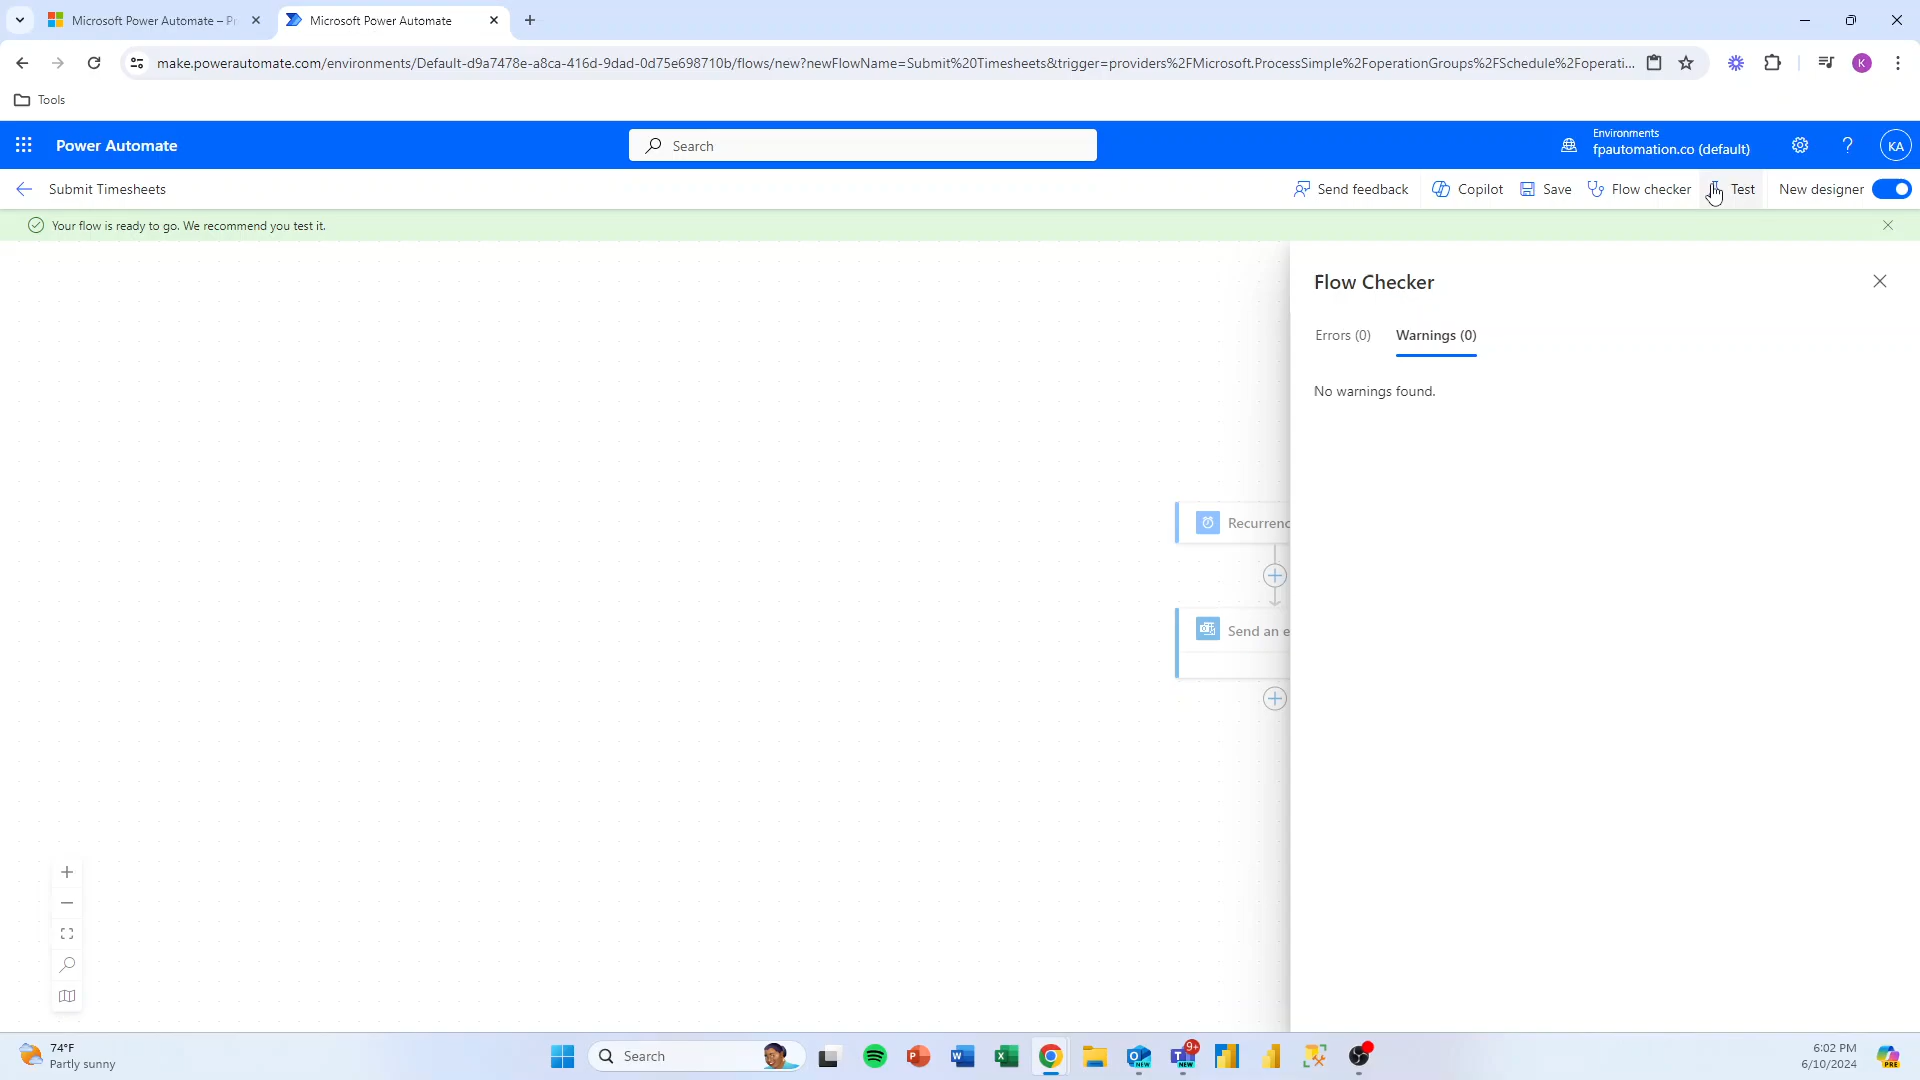 Microsoft Power Automate – Pr
Microsoft Power Automate
make.powerautomate.com/environments/Default-d9a7478e-a8ca-416d-9dad-0d75e698710b/flows/new?newFlowName=Submit%20Timesheets&trigger=providers%2FMicrosoft.ProcessSimple%2FoperationGroups%2FSchedule%2Foperati...
K
Tools
Power Automate
Search
Environments
fpautomation.co (default)
KA
Submit Timesheets
Send feedback
Copilot
Save
Flow checker
Test
New designer
Your flow is ready to go. We recommend you test it.
Flow Checker
Errors (0)
Warnings (0)
No warnings found.
Recurrenc
Send an e
74°F
Partly sunny
Search
9+
NEW
NEW
6:02 PM
6/10/2024
PRE